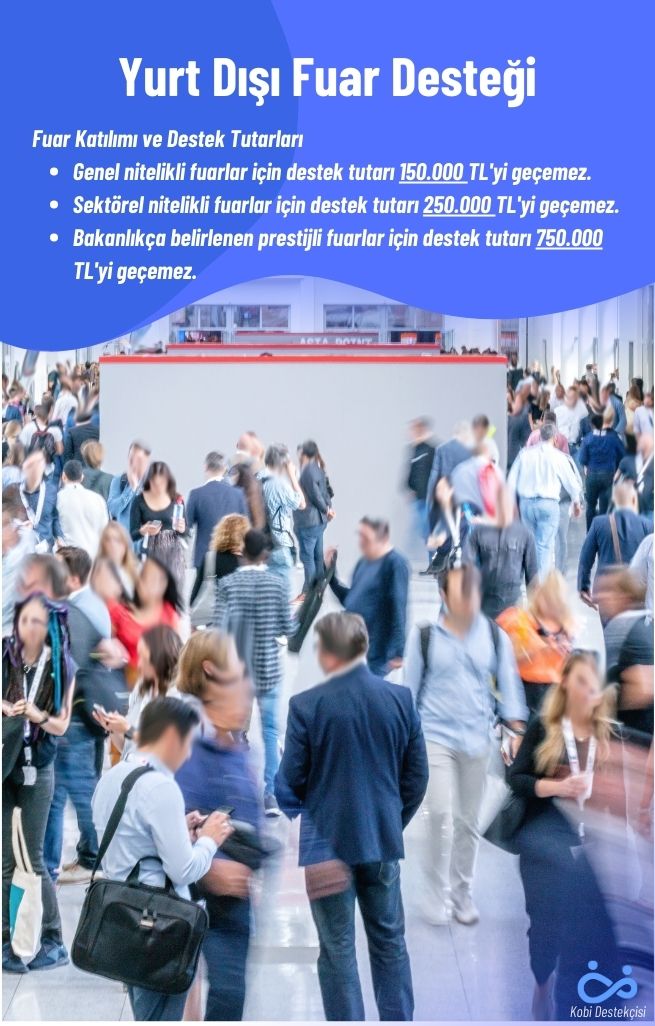 Yurt Dışı Fuar Desteği
Fuar Katılımı ve Destek Tutarları
• Genel nitelikli fuarlar için destek tutarı 150.000 TL'yi geçemez.
• Sektörel nitelikli fuarlar için destek tutarı 250.000 TL'yi geçemez.
• Bakanlıkça belirlenen prestijli fuarlar için destek tutarı 750.000
TL'yi geçemez.
ASTA POINT
Kobi Destekçisi